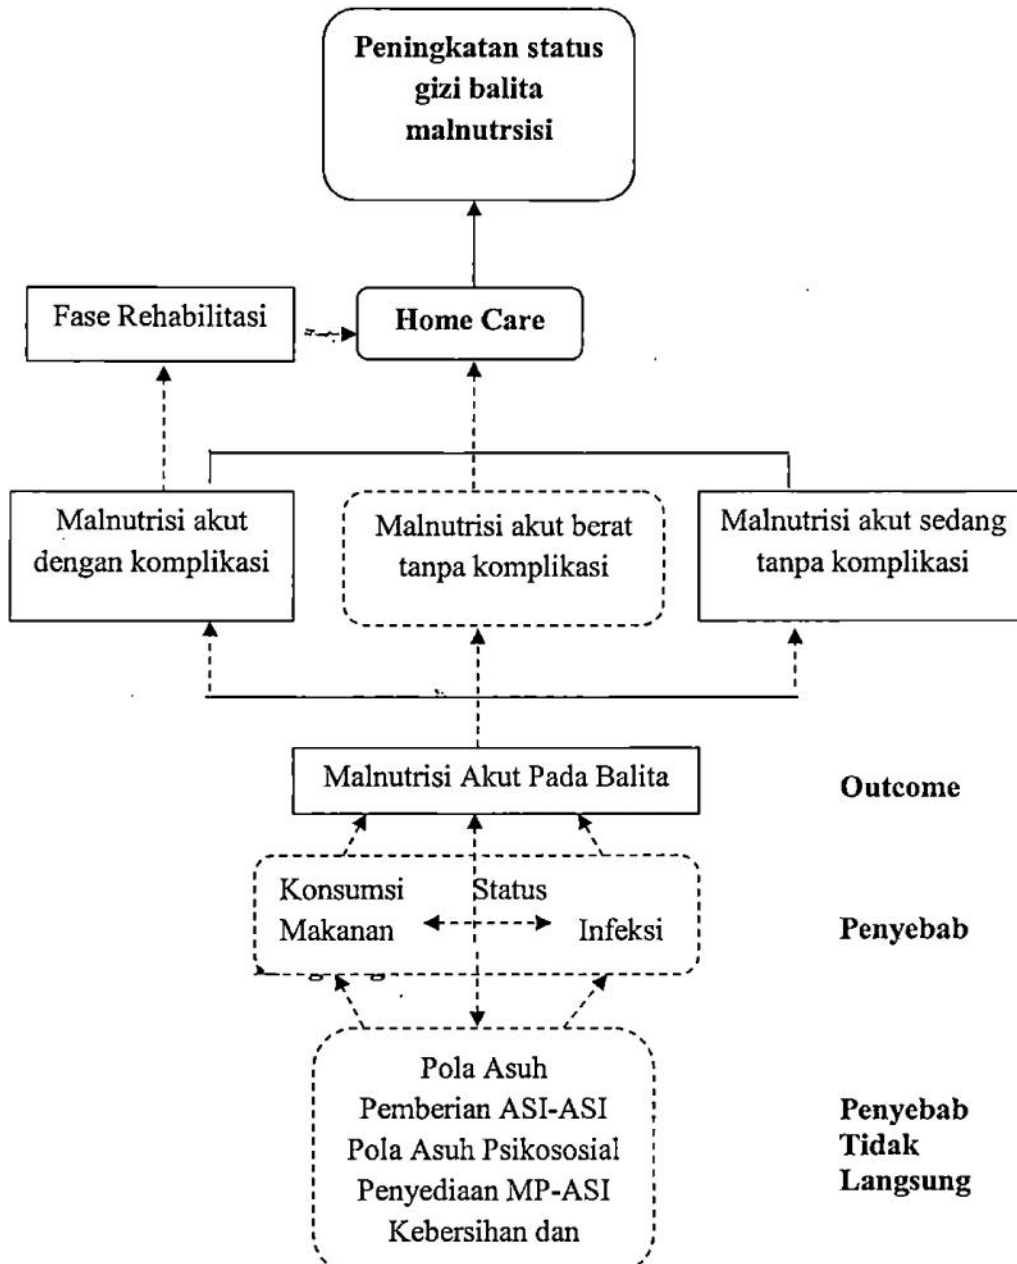 Peningkatan status
gizi balita
malnutrsisi
Fase Rehabilitasi
Home Care
Malnutrisi akut
dengan komplikasi
Malnutrisi akut berat
tanpa komplikasi
Malnutrisi akut sedang
tanpa komplikasi
Malnutrisi Akut Pada Balita
Outcome
Konsumsi
Makanan
Status
Infeksi
Penyebab
Pola Asuh
Pemberian ASI-ASI
Pola Asuh Psikososial
Penyediaan MP-ASI
Kebersihan dan
Penyebab
Tidak
Langsung